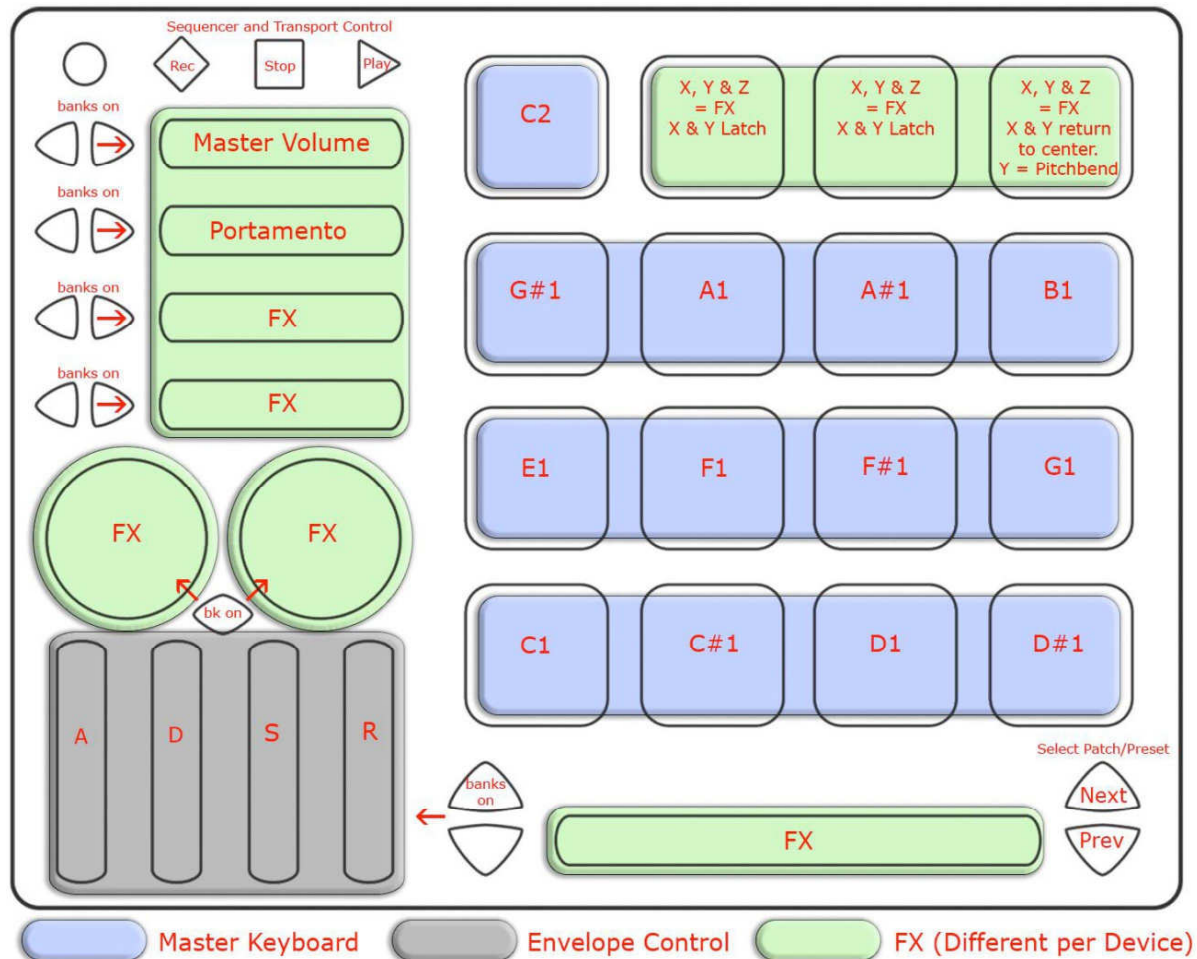 Sequencer and Transport Control
Rec
Stop
Play
banks on
→
Master Volume
banks on
→
Portamento
banks on
→
FX
banks on
→
FX
FX
FX
bk on
A
D
S
R
C2
X, Y & Z
= FX
X & Y Latch
X, Y & Z
= FX
X & Y Latch
X, Y & Z
= FX
X & Y return
to center.
Y = Pitchbend
G#1
A1
A#1
B1
E1
F1
F#1
G1
C1
C#1
D1
D#1
banks
on
←
FX
Select Patch/Preset
Next
Prev
Master Keyboard
Envelope Control
FX (Different per Device)